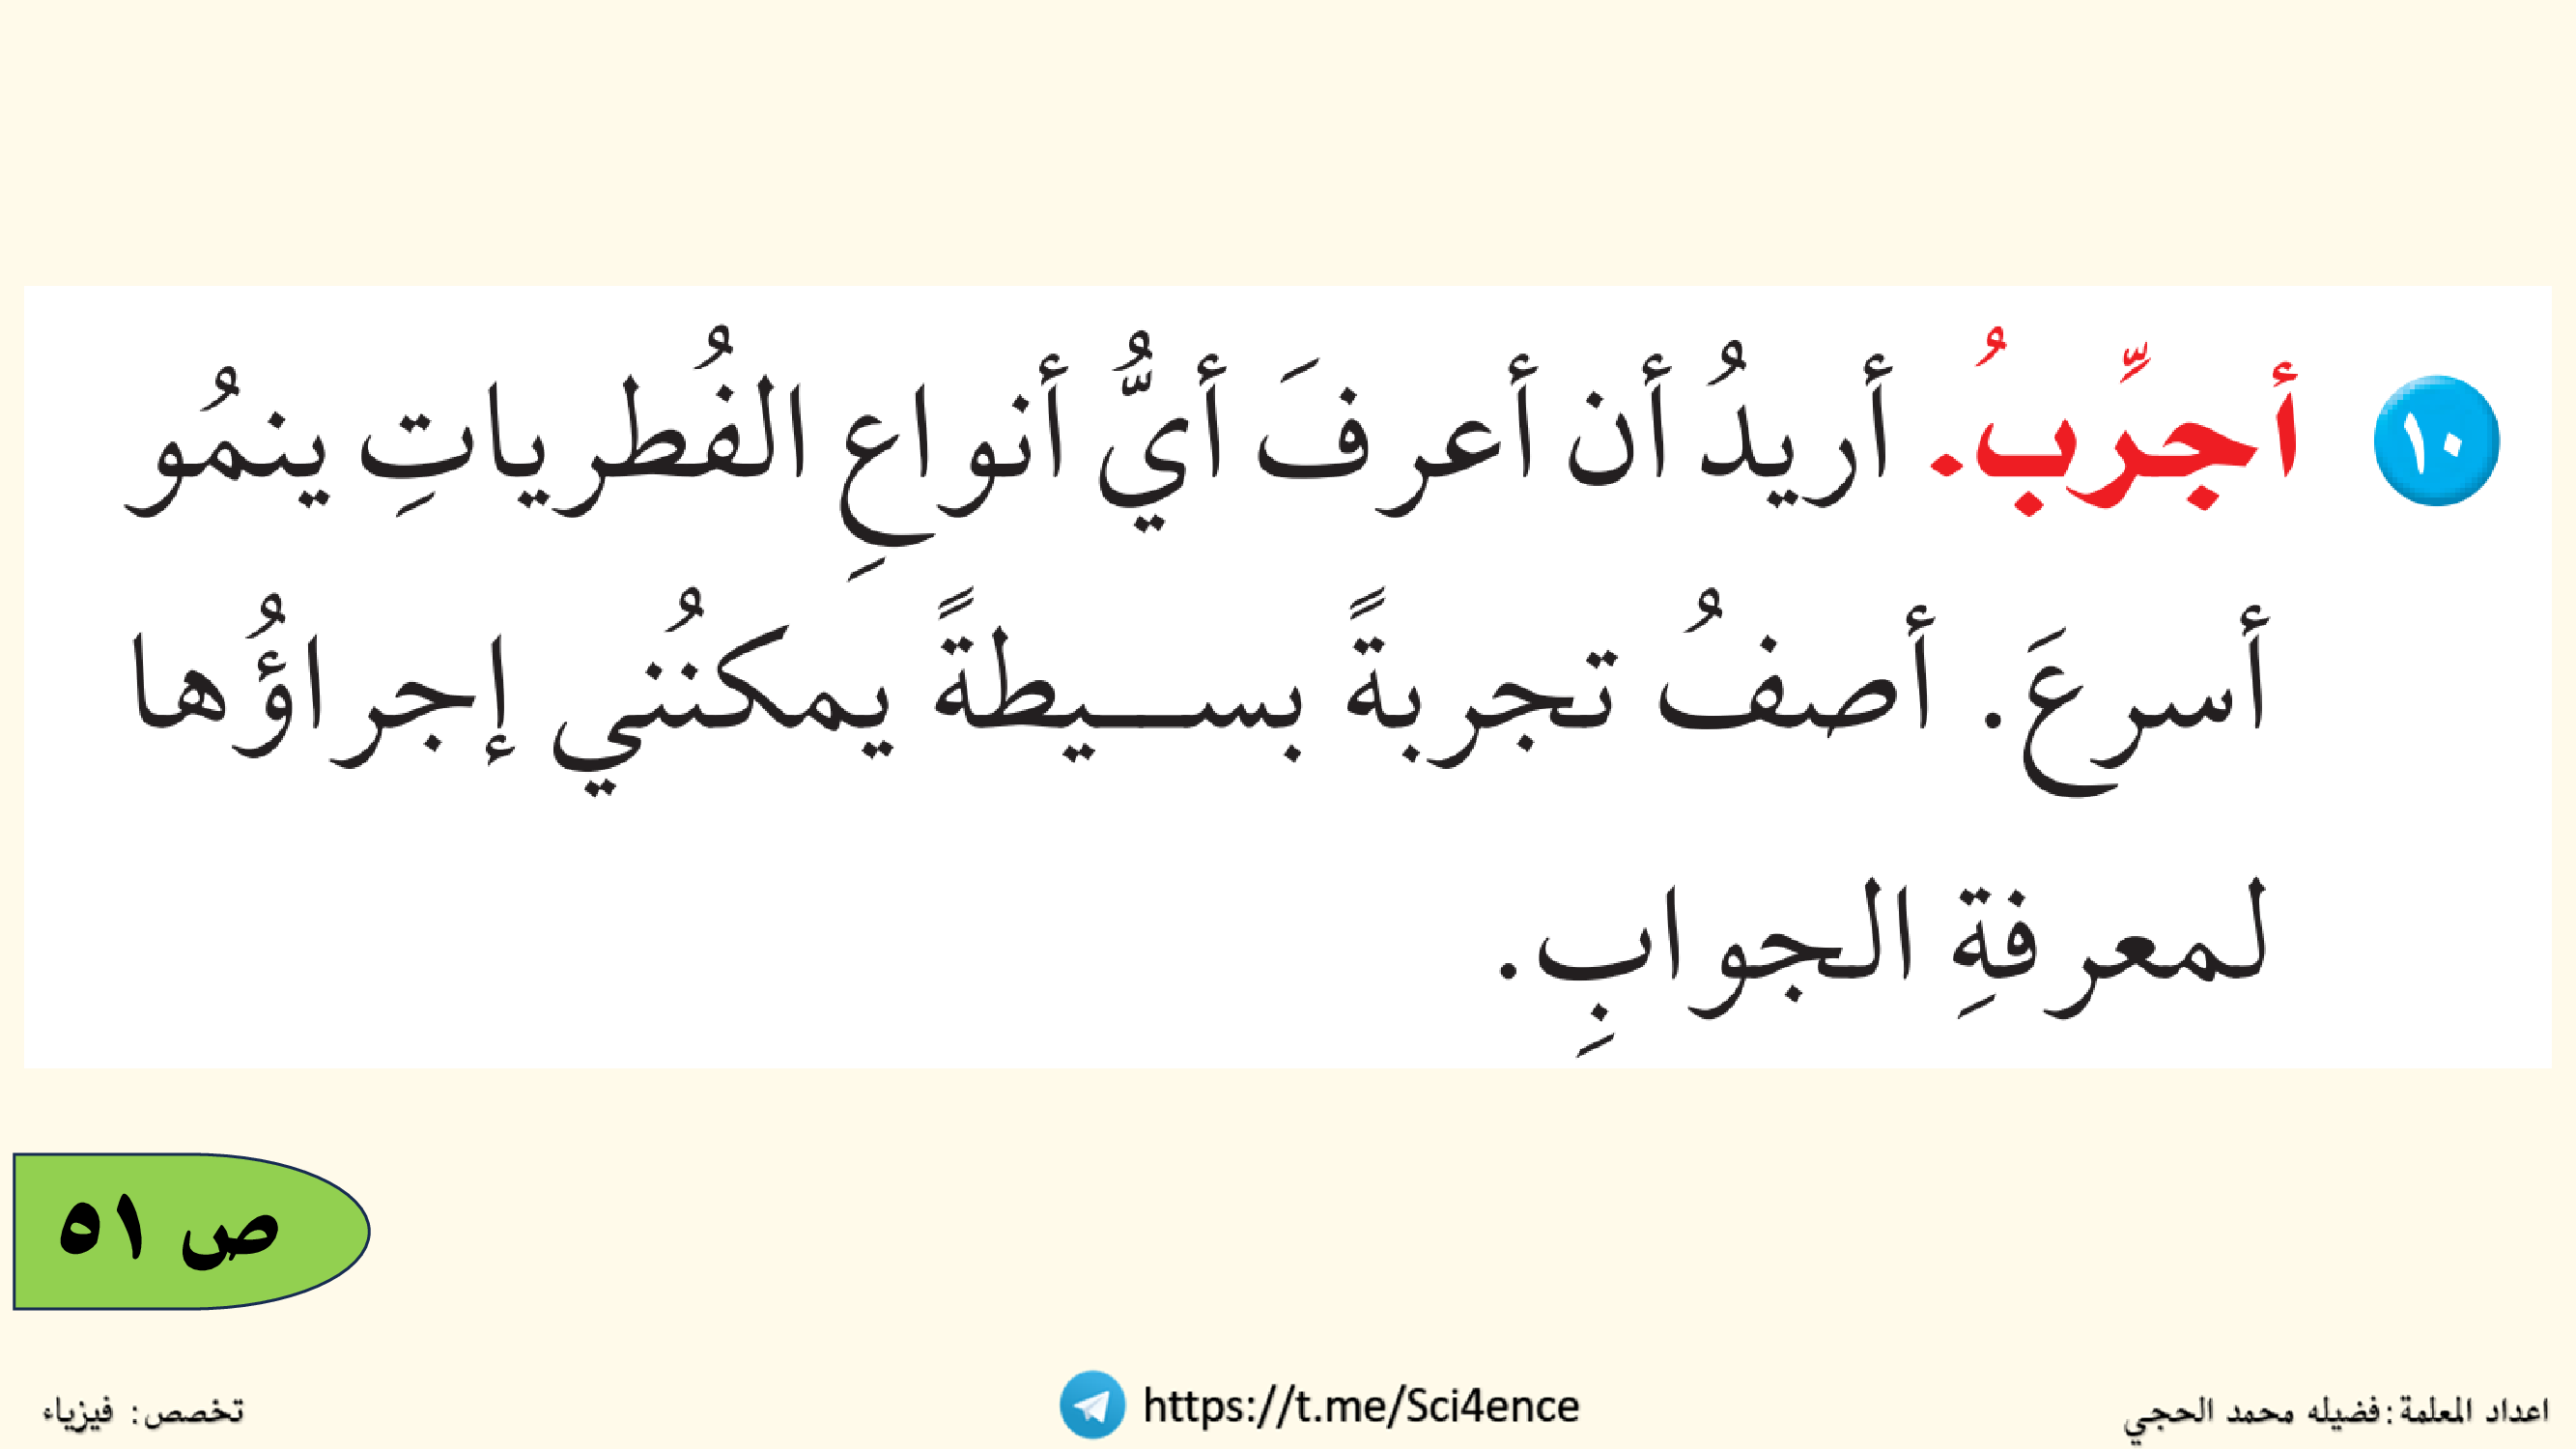 ١٠ أجرِّبُ. أريدُ أن أعرفَ أيُّ أنواعِ الفُطرياتِ ينمُو
أسرعَ. أصفُ تجربةً بسـيطةً يمكنُني إجراؤُها
لمعرفةِ الجوابِ.
ص ٥١
اعداد المعلمة: فضيله محمد الحجي
https://t.me/Sci4ence
تخصص: فيزياء